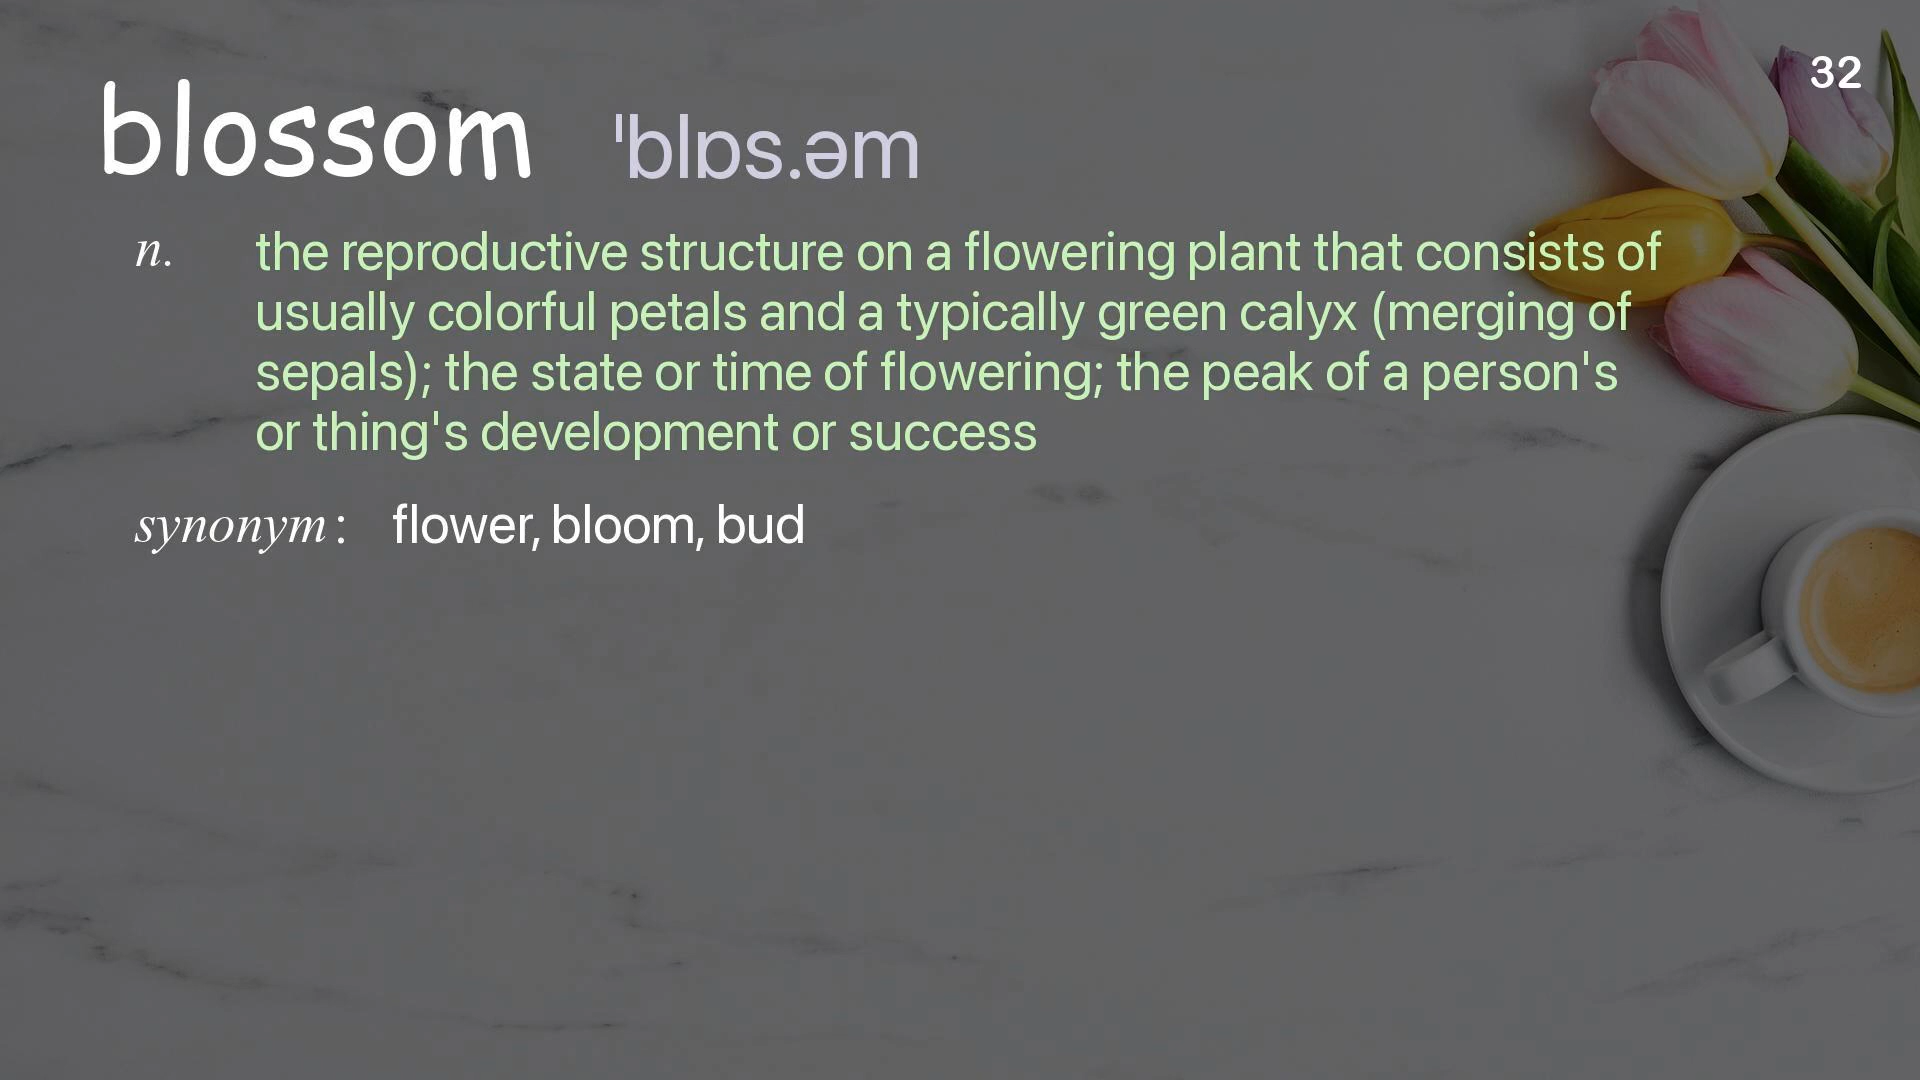 32
blossom ˈblɒs.əm
n. the reproductive structure on a flowering plant that consists of
usually colorful petals and a typically green calyx (merging of
sepals); the state or time of flowering; the peak of a person's
or thing's development or success
synonym: flower, bloom, bud